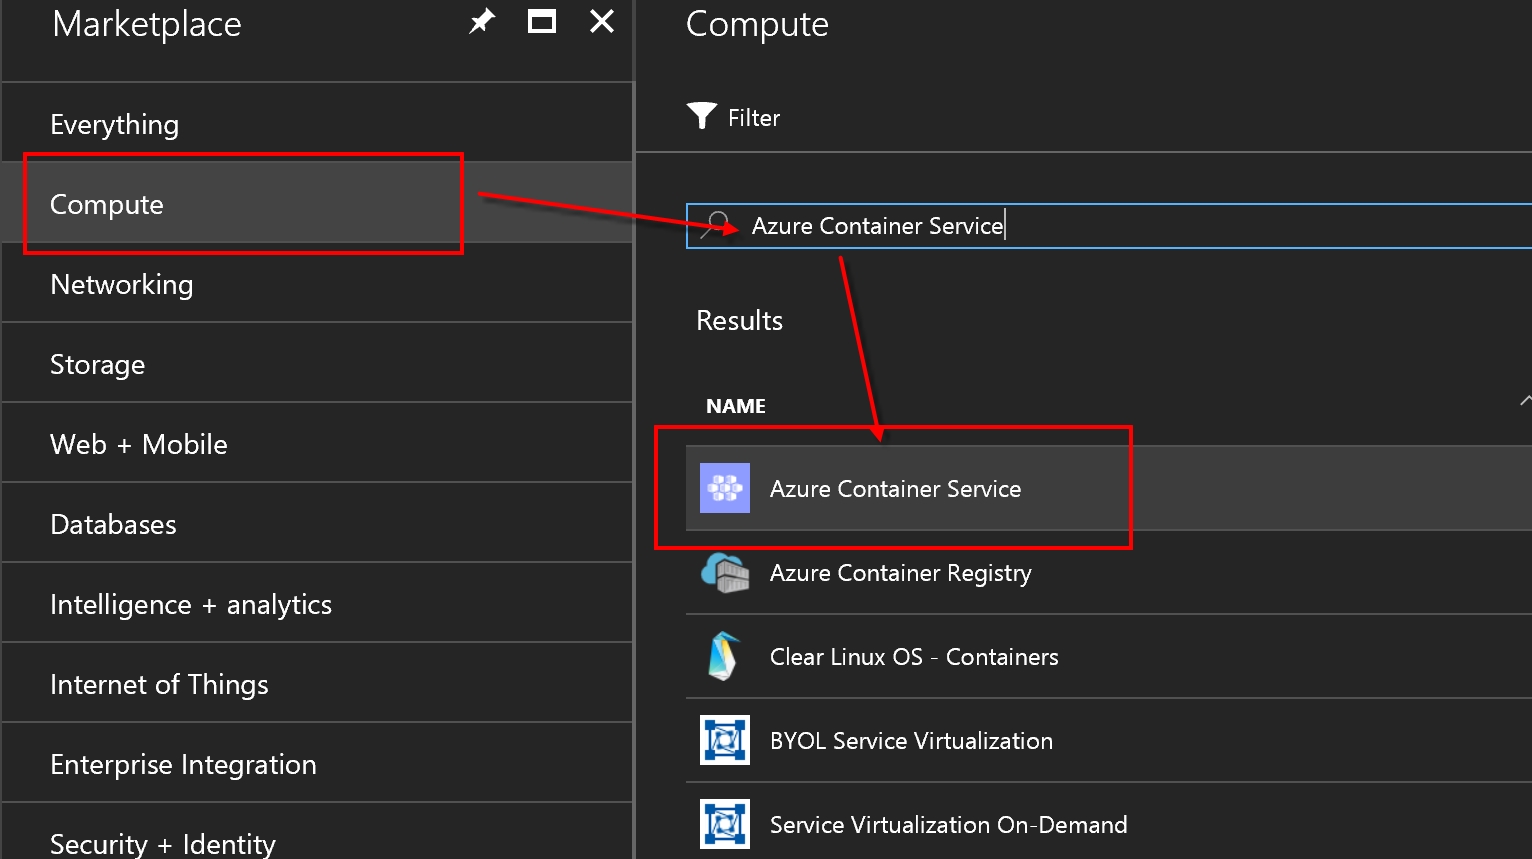 Marketplace
Everything
Compute
Networking
Storage
Web + Mobile
Databases
Intelligence + analytics
Internet of Things
Enterprise Integration
Security + Identity
Compute
Filter
Azure Container Service
Results
NAME
Azure Container Service
Azure Container Registry
Clear Linux OS - Containers
BYOL Service Virtualization
Service Virtualization On-Demand